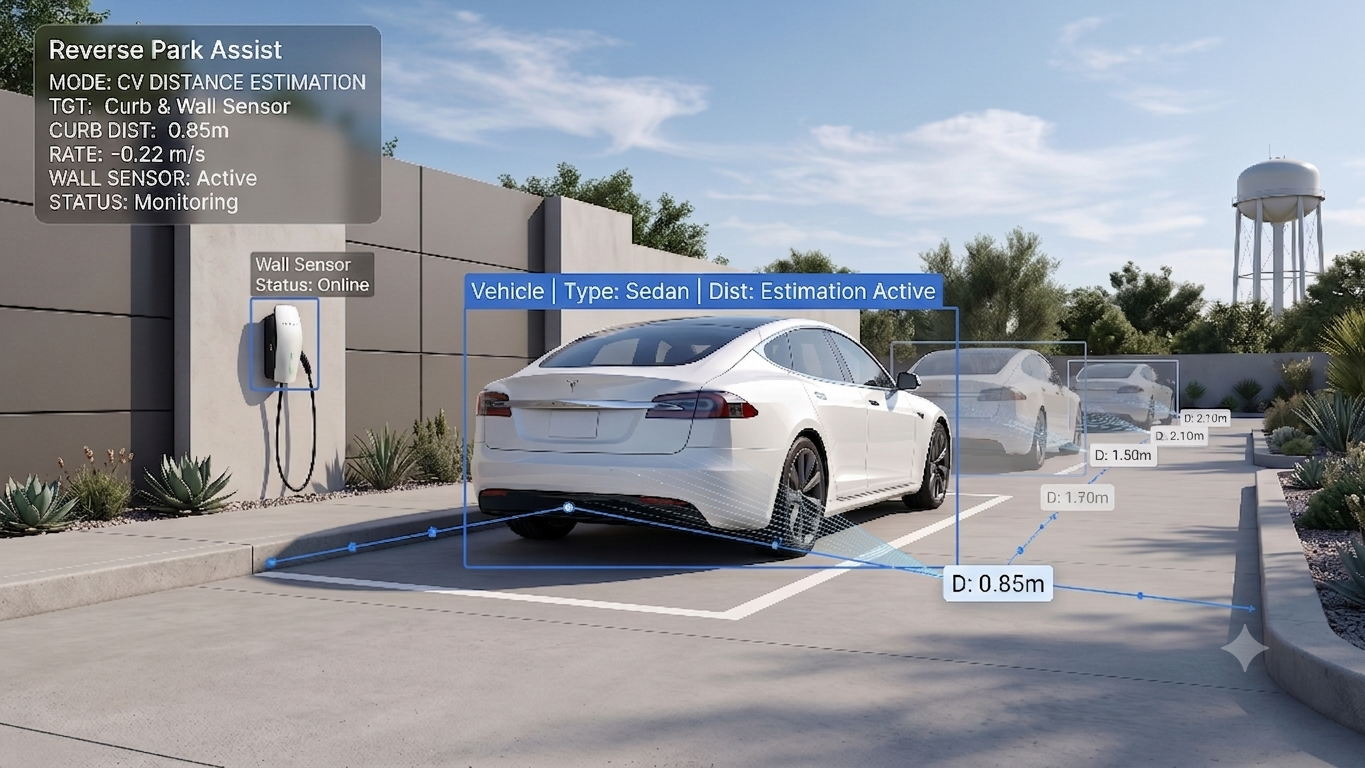 Reverse Park Assist
MODE: CV DISTANCE ESTIMATION
TGT: Curb & Wall Sensor
CURB DIST: 0.85m
RATE: -0.22 m/s
WALL SENSOR: Active
STATUS: Monitoring
Wall Sensor
Status: Online
Vehicle | Type: Sedan | Dist: Estimation Active
D: 2.10m
D: 2.10m
D: 1.50m
D: 1.70m
D: 0.85m